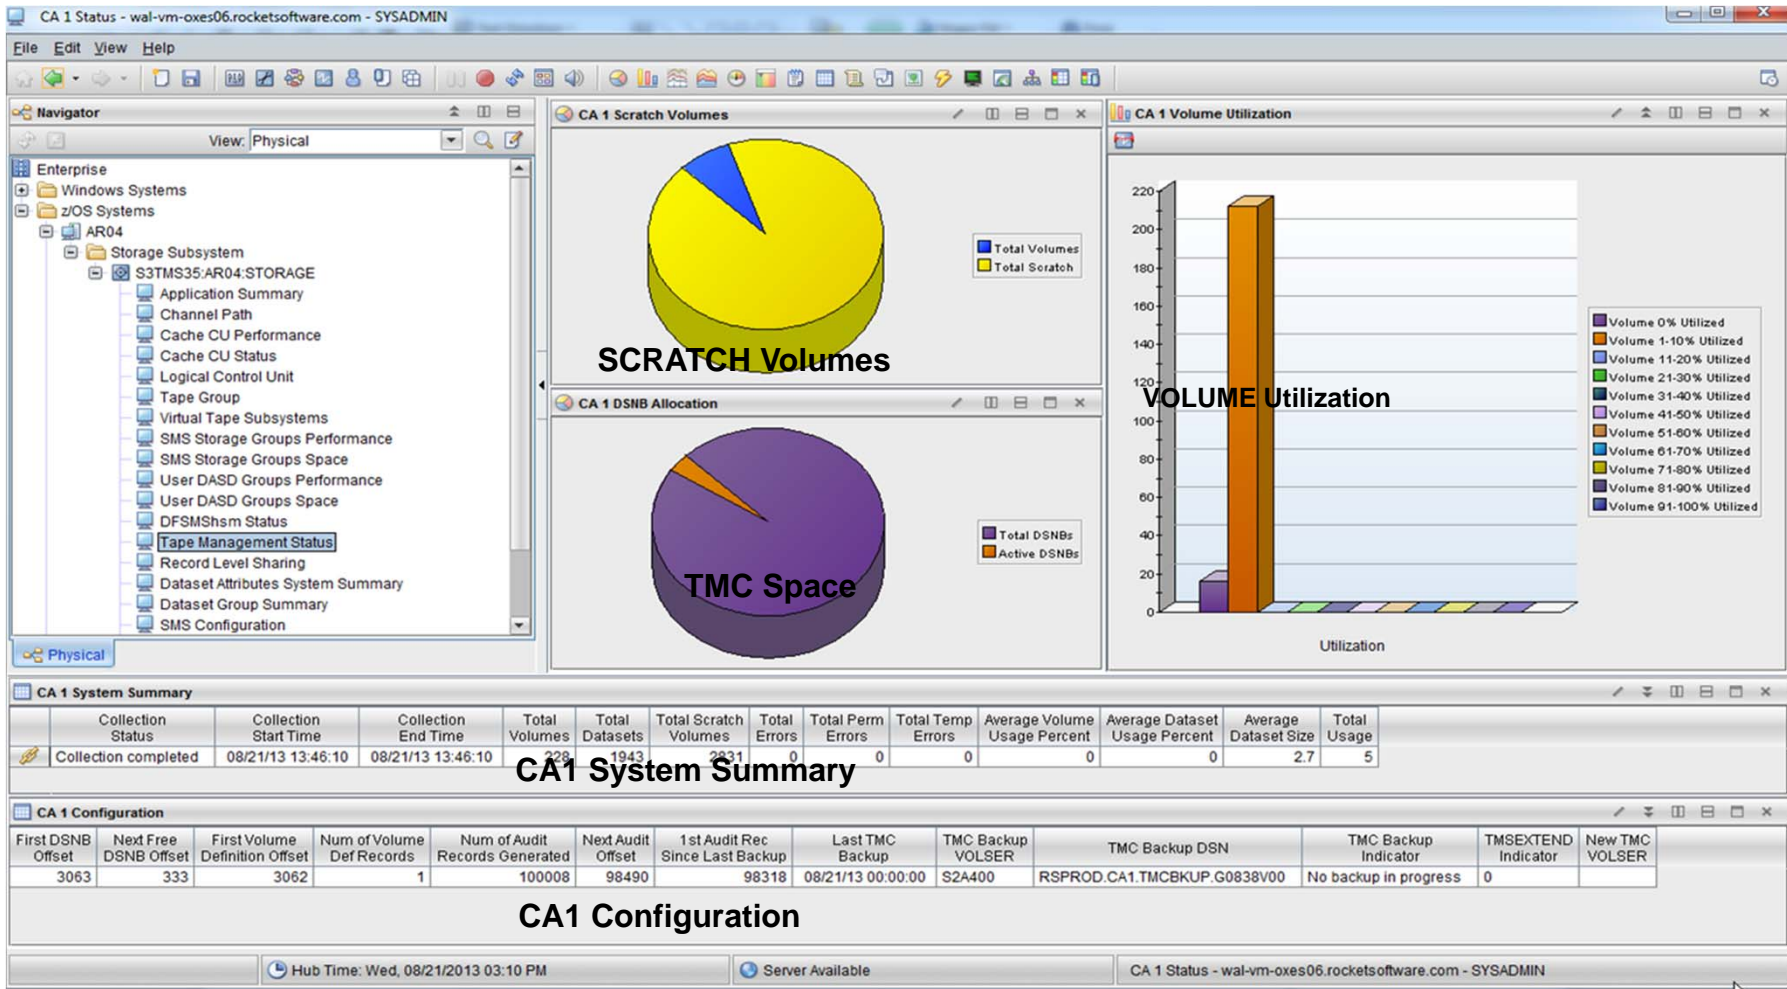 CA 1 Status - wal-vm-oxes06.rocketsoftware.com - SYSADMIN
File Edit View Help
Navigator
View: Physical
Enterprise
Windows Systems
z/OS Systems
AR04
Storage Subsystem
S3TMS35:AR04:STORAGE
Application Summary
Channel Path
Cache CU Performance
Cache CU Status
Logical Control Unit
Tape Group
Virtual Tape Subsystems
SMS Storage Groups Performance
SMS Storage Groups Space
User DASD Groups Performance
User DASD Groups Space
DFSMShsm Status
Tape Management Status
Record Level Sharing
Dataset Attributes System Summary
Dataset Group Summary
SMS Configuration
Physical
CA 1 Scratch Volumes
Total Volumes
Total Scratch
SCRATCH Volumes
CA 1 DSNB Allocation
Total DSNBs
Active DSNBs
TMC Space
CA 1 Volume Utilization
220
200
180
160
140
120
100
80
60
40
20
0
VOLUME Utilization
Utilization
Volume 0% Utilized
Volume 1-10% Utilized
Volume 11-20% Utilized
Volume 21-30% Utilized
Volume 31-40% Utilized
Volume 41-50% Utilized
Volume 51-60% Utilized
Volume 61-70% Utilized
Volume 71-80% Utilized
Volume 81-90% Utilized
Volume 91-100% Utilized
CA 1 System Summary
Collection Collection Collection Total Total Total Scratch Total Total Perm Total Temp Average Volume Average Dataset Average Total
Status Start Time End Time Volumes Datasets Volumes Errors Errors Errors Usage Percent Usage Percent Dataset Size Usage
Collection completed 08/21/13 13:46:10 08/21/13 13:46:10 228 1943 2831 0 0 0 0 0 2.7 5
CA1 System Summary
CA 1 Configuration
First DSNB Next Free First Volume Num of Volume Num of Audit Next Audit 1st Audit Rec Last TMC TMC Backup TMC Backup DSN TMC Backup TMSEXTEND New TMC
Offset DSNB Offset Definition Offset Def Records Records Generated Offset Since Last Backup Backup VOLSER Indicator Indicator VOLSER
3063 333 3062 1 100008 98490 98318 08/21/13 00:00:00 S2A400 RSPROD.CA1.TMCBKUP.G0838V00 No backup in progress 0
CA1 Configuration
Hub Time: Wed, 08/21/2013 03:10 PM
Server Available
CA 1 Status - wal-vm-oxes06.rocketsoftware.com - SYSADMIN